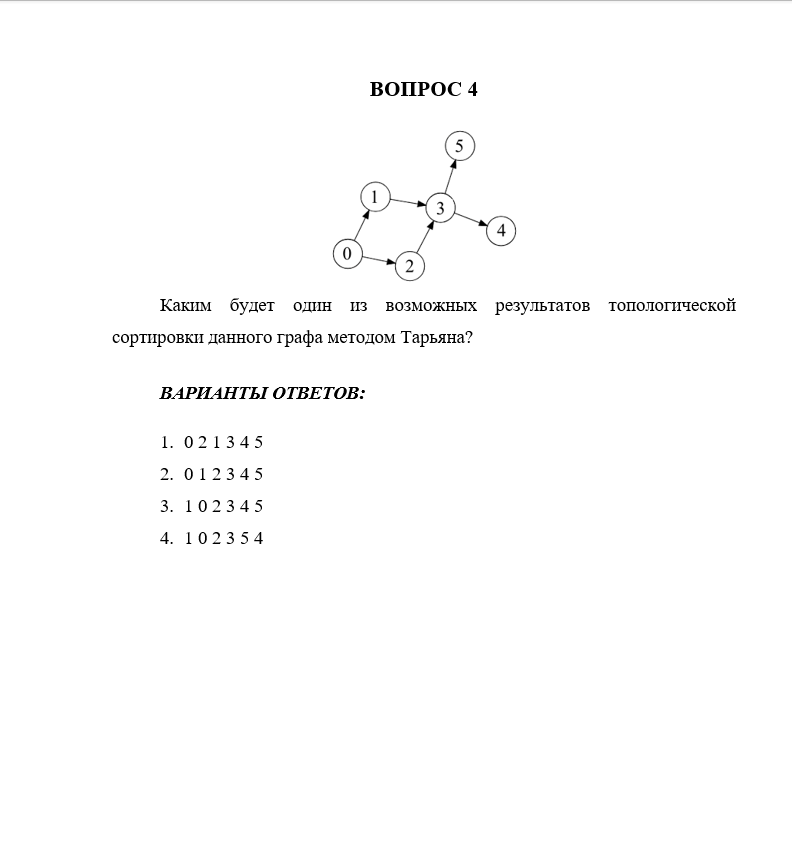 ВОПРОС 4
5
1
3
4
0
2
Каким будет один из возможных результатов топологической
сортировки данного графа методом Тарьяна?
ВАРИАНТЫ ОТВЕТОВ:
1. 0 2 1 3 4 5
2. 0 1 2 3 4 5
3. 1 0 2 3 4 5
4. 1 0 2 3 5 4